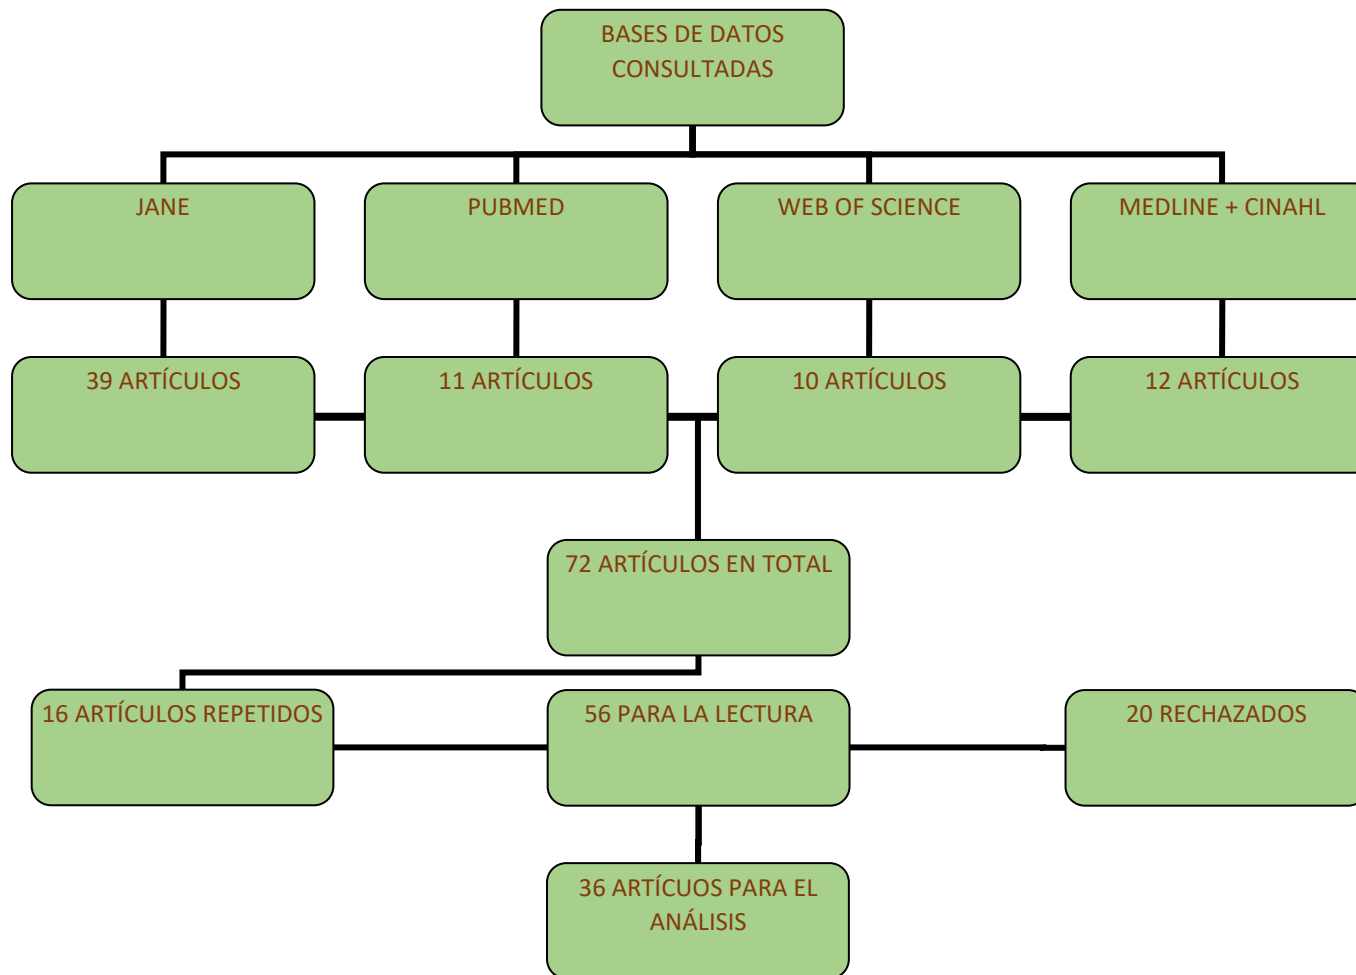 BASES DE DATOS
CONSULTADAS
JANE
PUBMED
WEB OF SCIENCE
MEDLINE + CINAHL
39 ARTÍCULOS
11 ARTÍCULOS
10 ARTÍCULOS
12 ARTÍCULOS
72 ARTÍCULOS EN TOTAL
16 ARTÍCULOS REPETIDOS
56 PARA LA LECTURA
20 RECHAZADOS
36 ARTÍCUOS PARA EL
ANÁLISIS